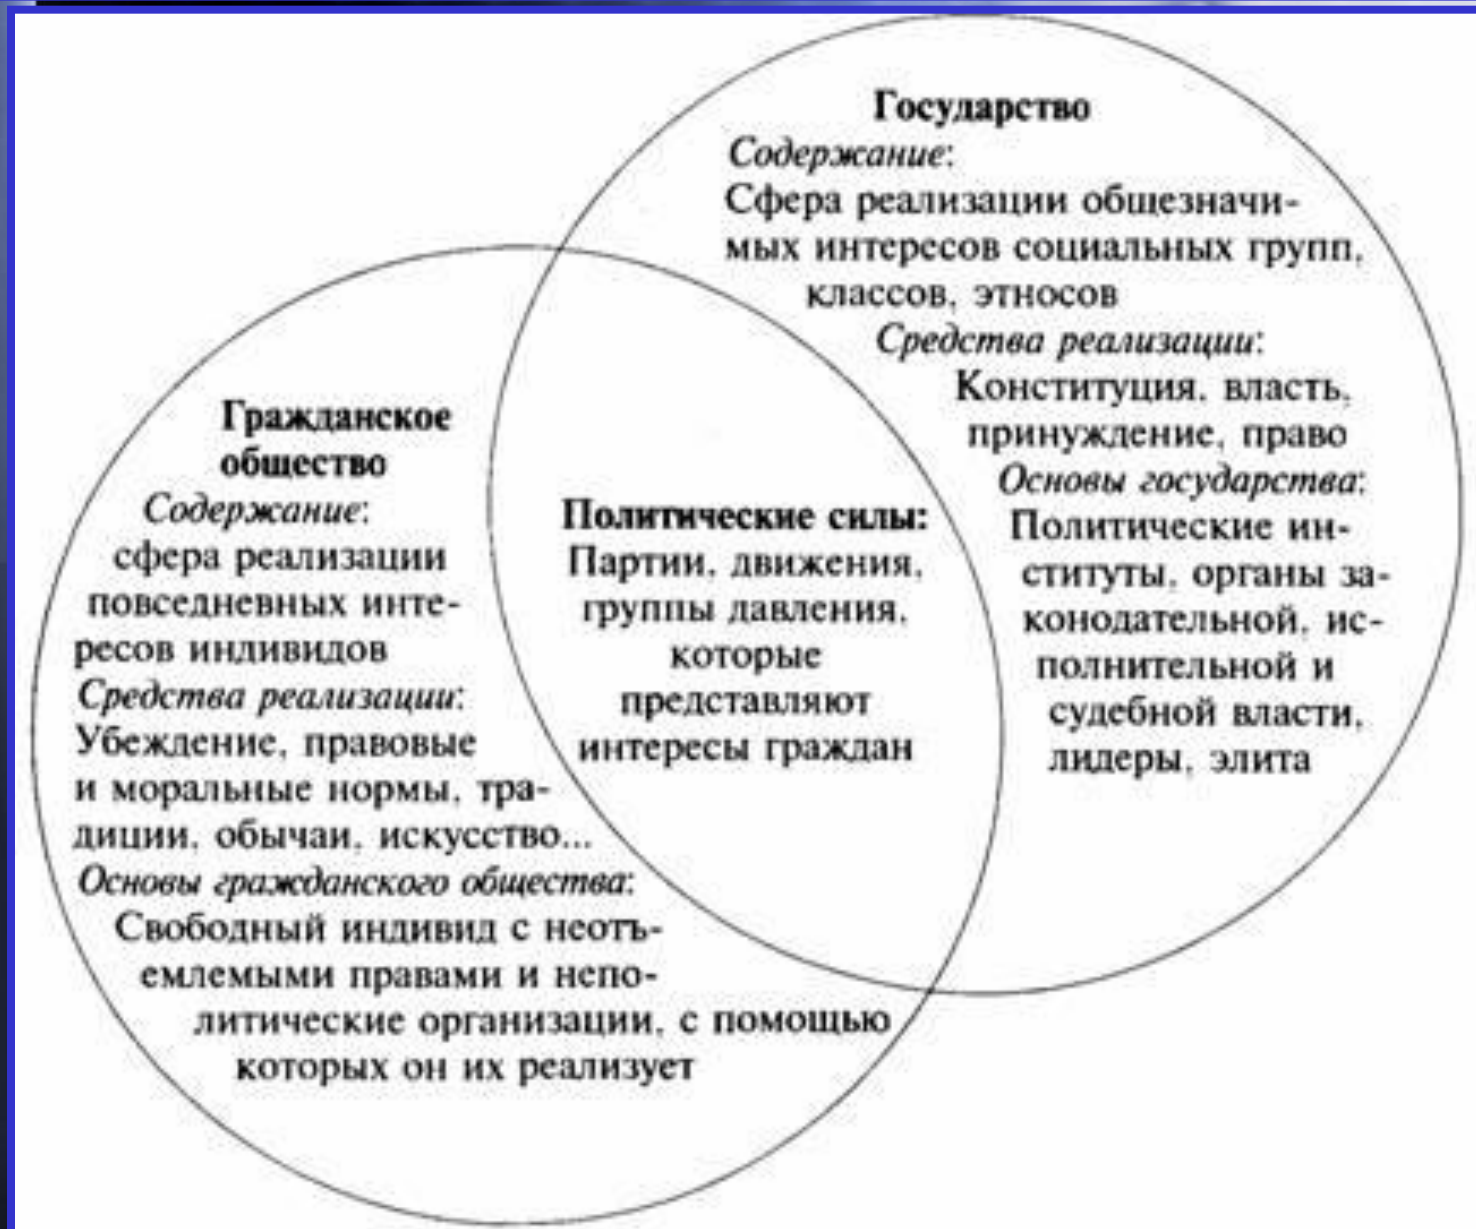 Государство
Содержание:
Сфера реализации общезначи-
мых интересов социальных групп,
классов, этносов
Средства реализации:
Конституция, власть,
принуждение, право
Основы государства:
Политические ин-
ституты, органы за-
конодательной, ис-
полнительной и
судебной власти,
лидеры, элита
Гражданское
общество
Содержание:
сфера реализации
повседневных инте-
ресов индивидов
Средства реализации:
Убеждение, правовые
и моральные нормы, тра-
диции, обычаи, искусство...
Основы гражданского общества:
Свободный индивид с неотъ-
емлемыми правами и непо-
литические организации, с помощью
которых он их реализует
Политические силы:
Партии, движения,
группы давления,
которые
представляют
интересы граждан